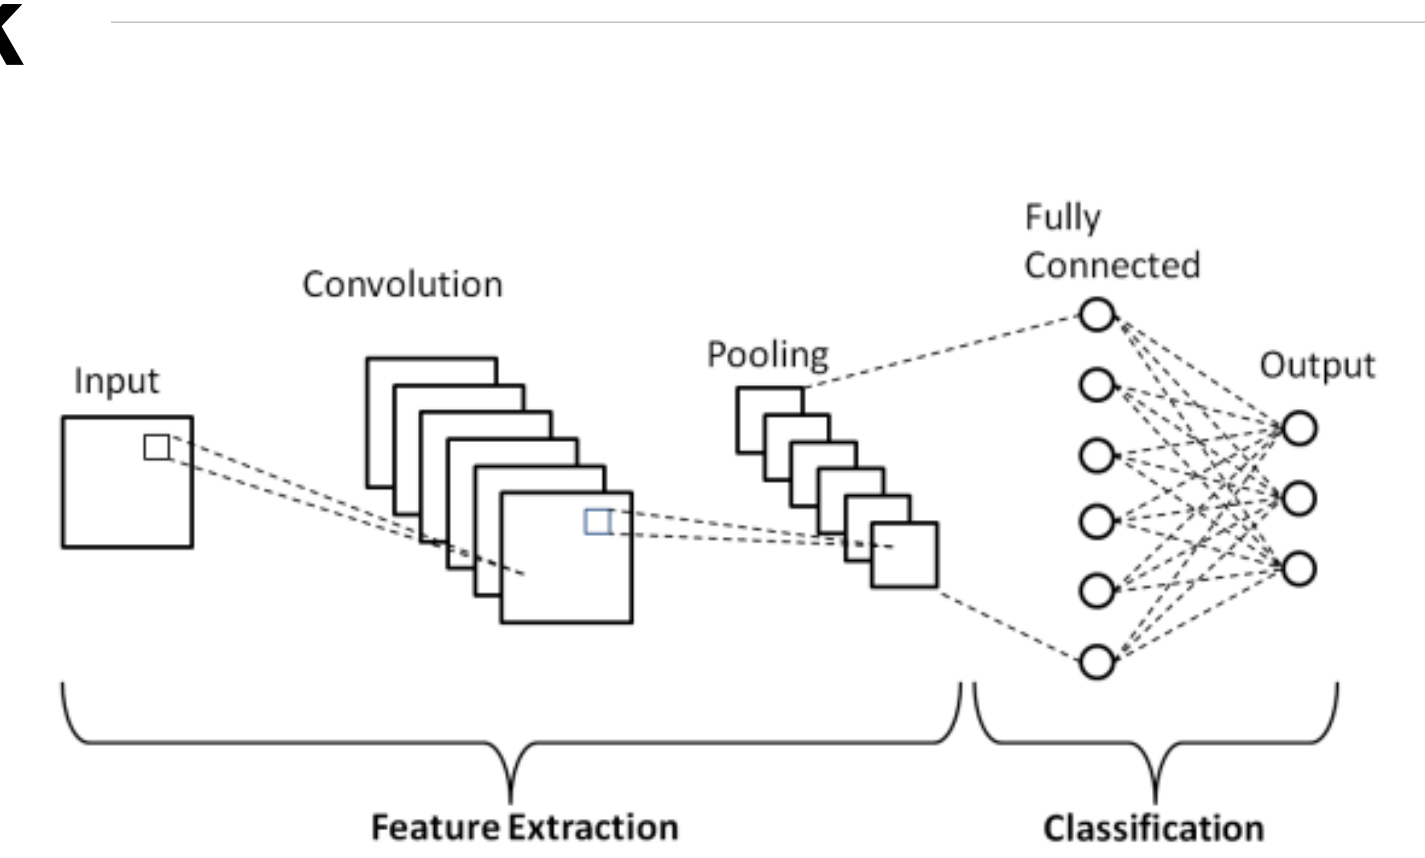 k
Input
Convolution
Pooling
Fully
Connected
Output
Feature Extraction
Classification